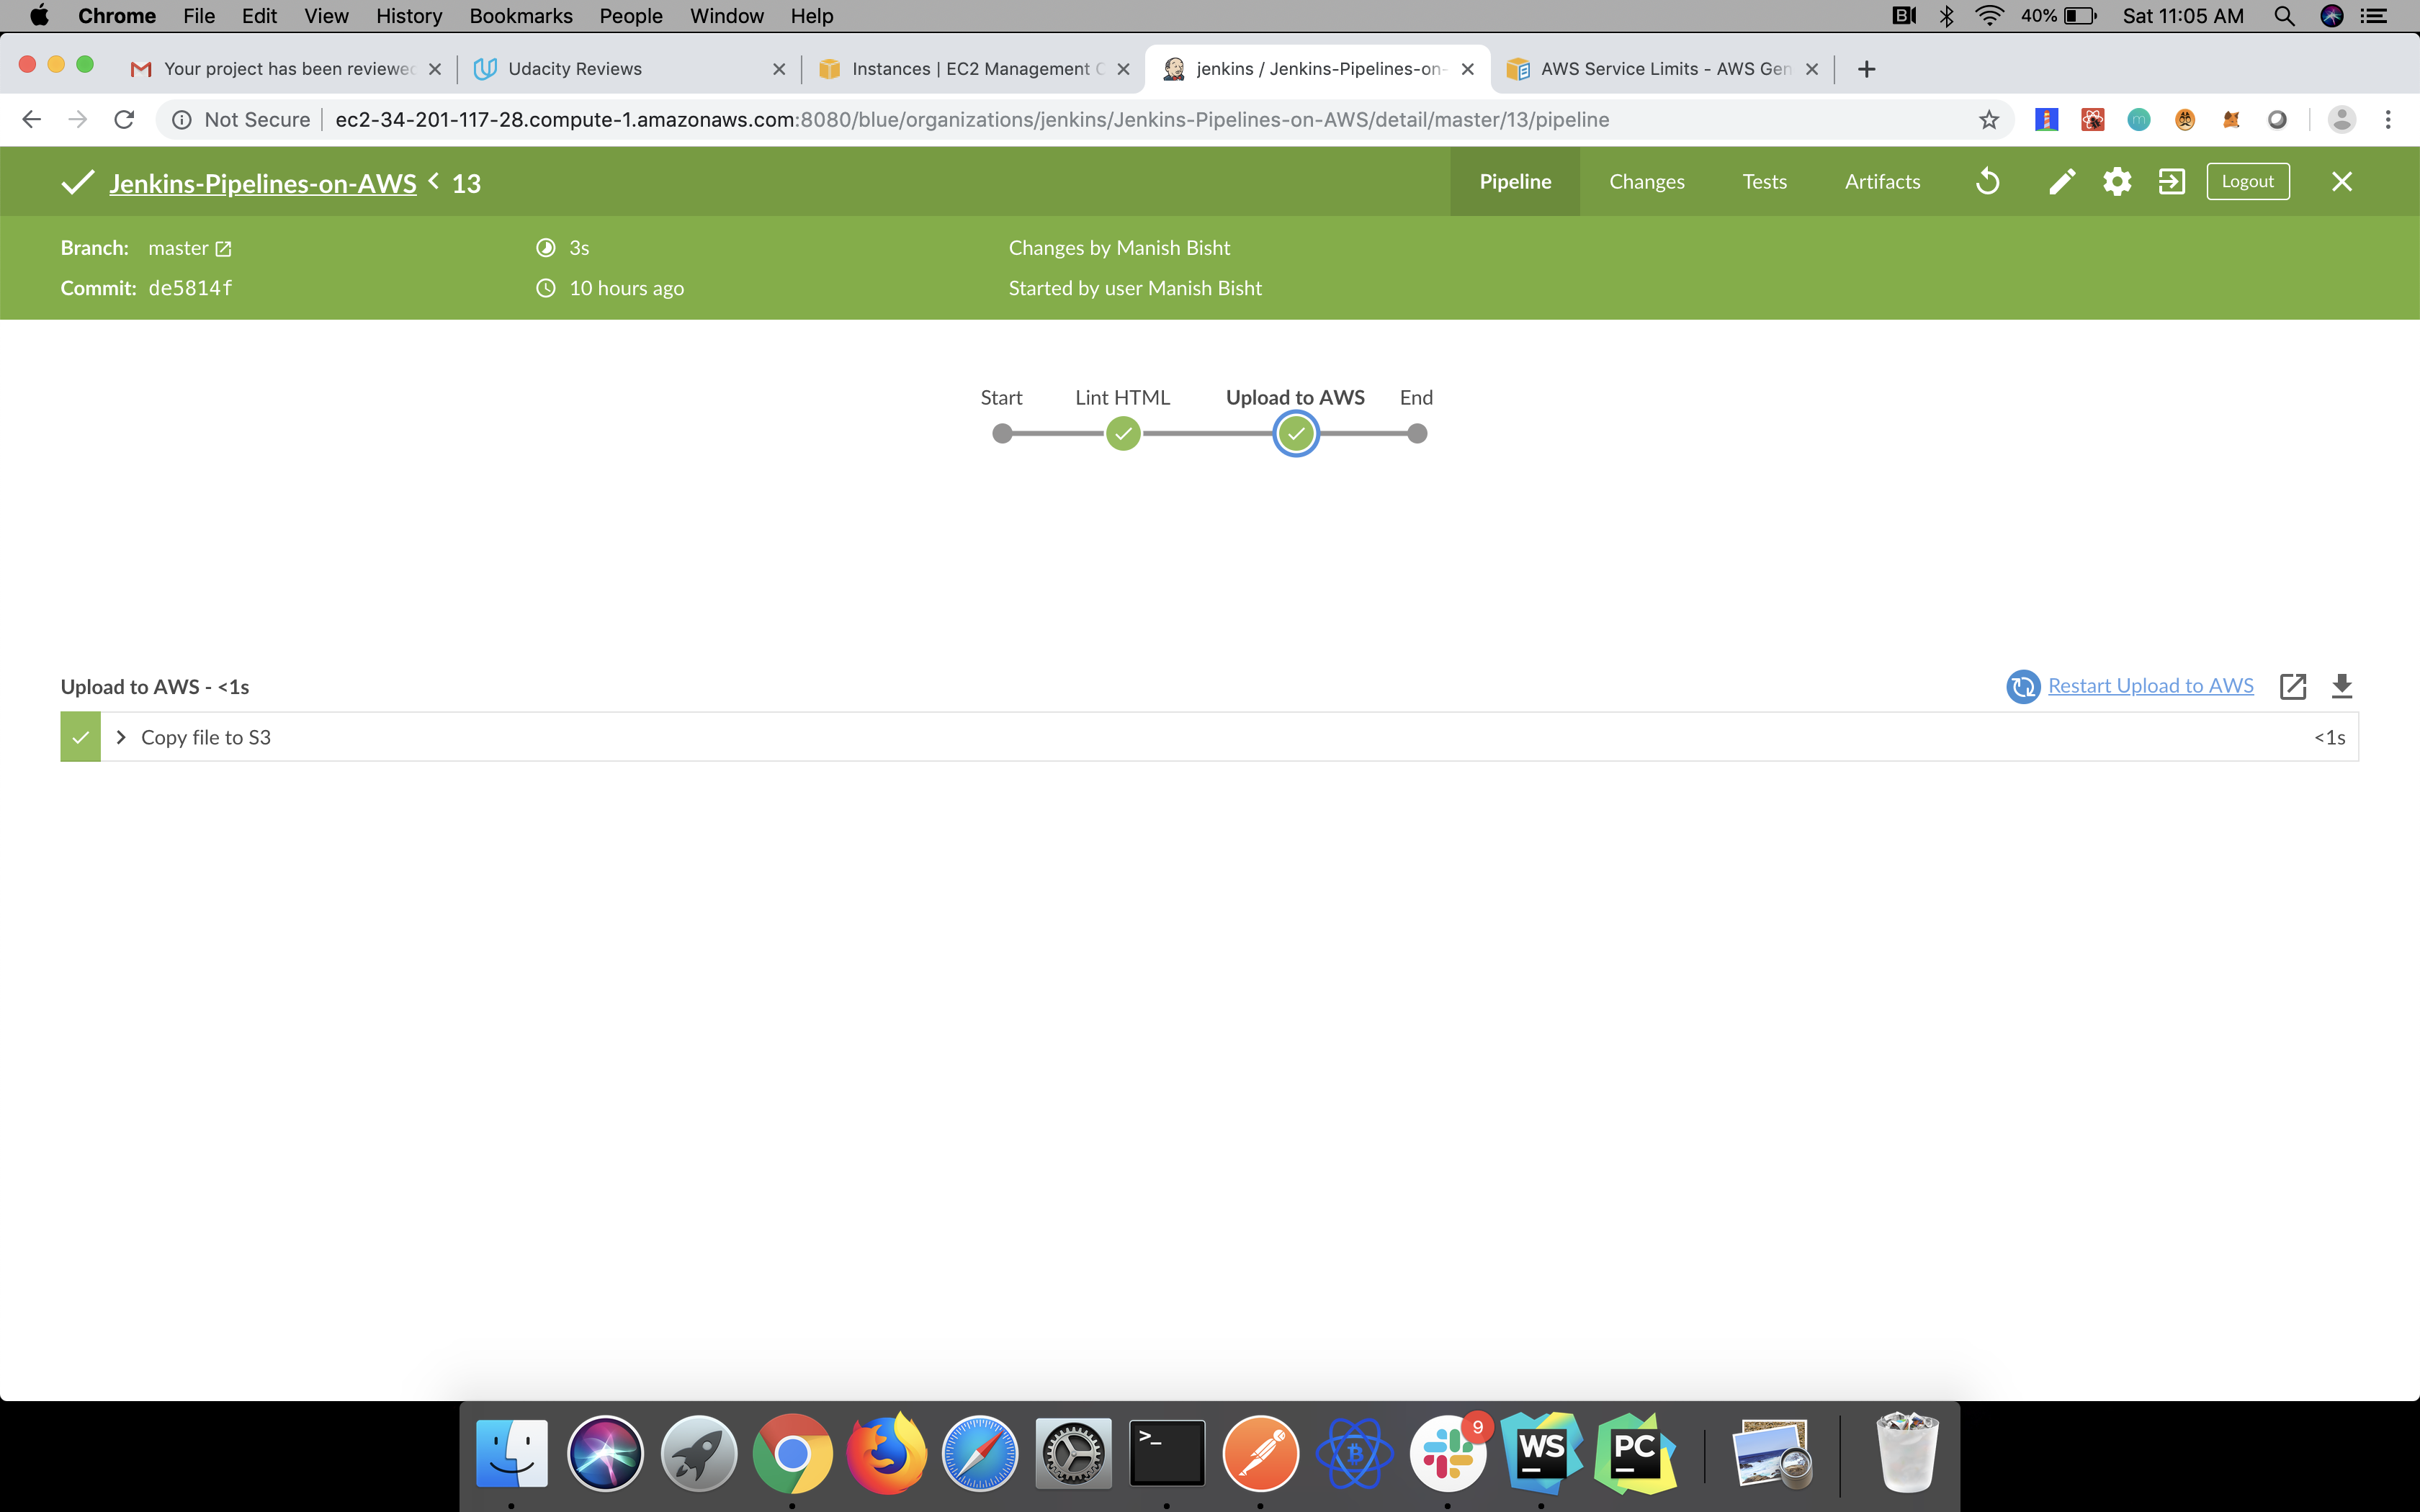 Chrome File Edit View History Bookmarks People Window Help 40% Sat 11:05 AM
Your project has been reviewed Udacity Reviews Instances | EC2 Management C jenkins / Jenkins-Pipelines-on- AWS Service Limits - AWS Gen
Not Secure ec2-34-201-117-28.compute-1.amazonaws.com:8080/blue/organizations/jenkins/Jenkins-Pipelines-on-AWS/detail/master/13/pipeline
Jenkins-Pipelines-on-AWS < 13 Pipeline Changes Tests Artifacts Logout
Branch: master 3s Changes by Manish Bisht
Commit: de5814f 10 hours ago Started by user Manish Bisht
Start Lint HTML Upload to AWS End
Upload to AWS - <1s Restart Upload to AWS
Copy file to S3 <1s
>_ 9 WS PC